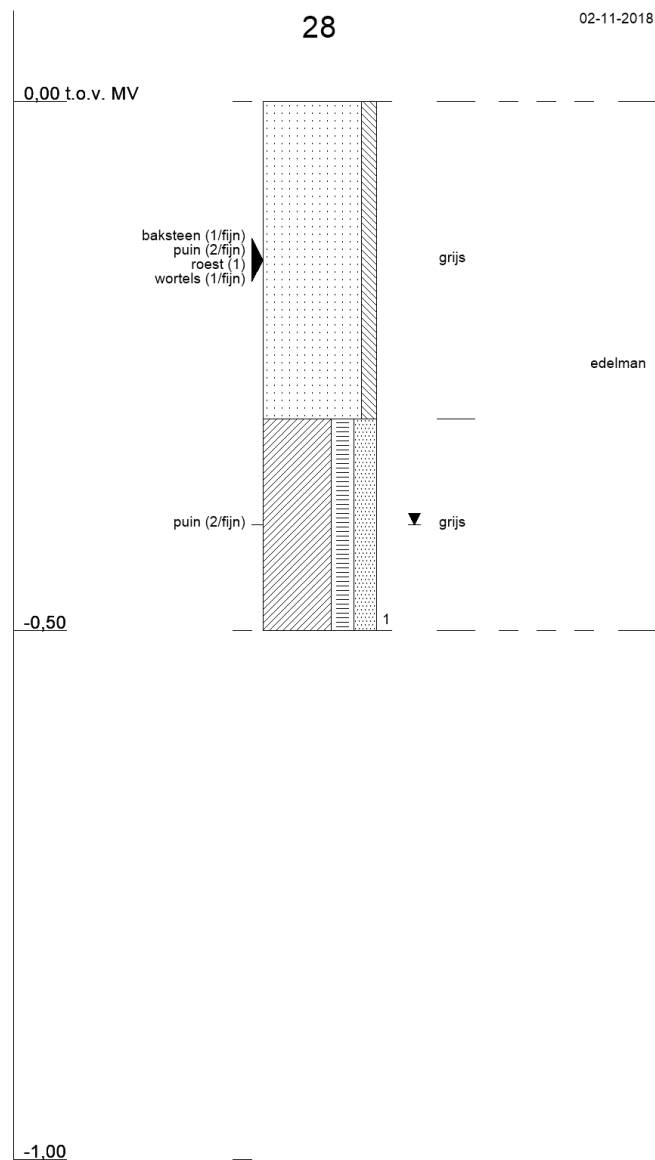 28
02-11-2018
0,00 t.o.v. MV
baksteen (1/fijn)
puin (2/fijn)
roest (1)
wortels (1/fijn)
grijs
edelman
puin (2/fijn)
grijs
1
-0,50
-1,00